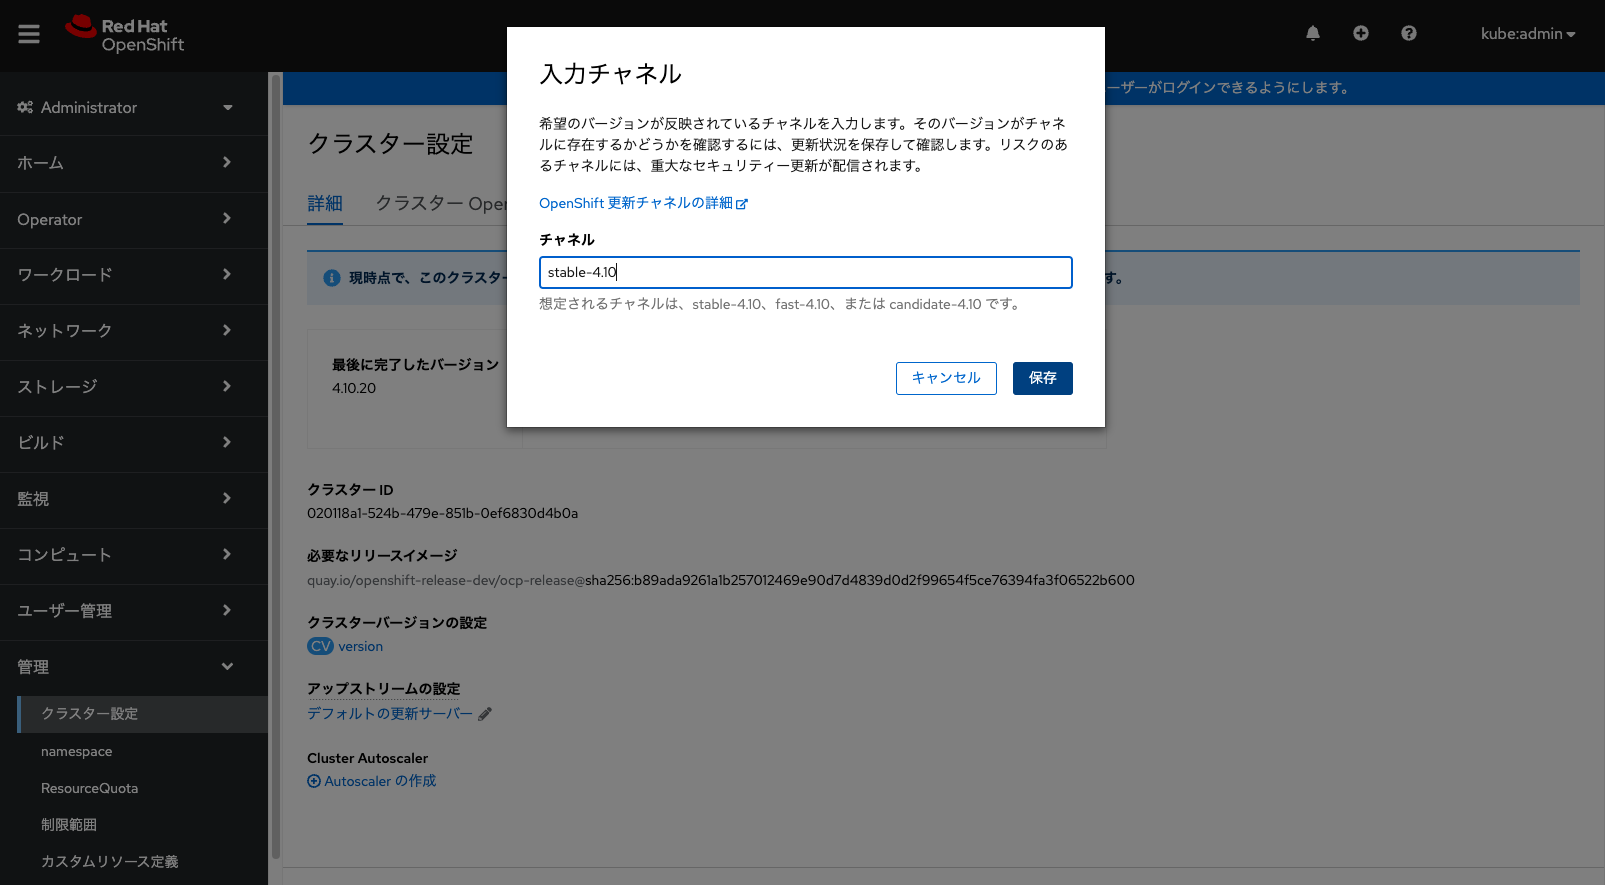 Red Hat
OpenShift
kube:admin
Administrator
ホーム
Operator
ワークロード
ネットワーク
ストレージ
ビルド
監視
コンピュート
ユーザー管理
管理
クラスター設定
namespace
ResourceQuota
制限範囲
カスタムリソース定義
ーザーがログインできるようにします。
クラスター設定
詳細
クラスター Oper
現時点で、このクラスター
す。
最後に完了したバージョン
4.10.20
入力チャネル
希望のバージョンが反映されているチャネルを入力します。そのバージョンがチャネ
ルに存在するかどうかを確認するには、更新状況を保存して確認します。リスクのあ
るチャネルには、重大なセキュリティー更新が配信されます。
OpenShift 更新チャネルの詳細
チャネル
stable-4.10
想定されるチャネルは、stable-4.10、fast-4.10、または candidate-4.10 です。
キャンセル
保存
クラスター ID
020118a1-524b-479e-851b-0ef6830d4b0a
必要なリリースイメージ
quay.io/openshift-release-dev/ocp-release@sha256:b89ada9261a1b257012469e90d7d4839d0d2f99654f5ce76394fa3f06522b600
クラスターバージョンの設定
CV version
アップストリームの設定
デフォルトの更新サーバー
Cluster Autoscaler
Autoscaler の作成